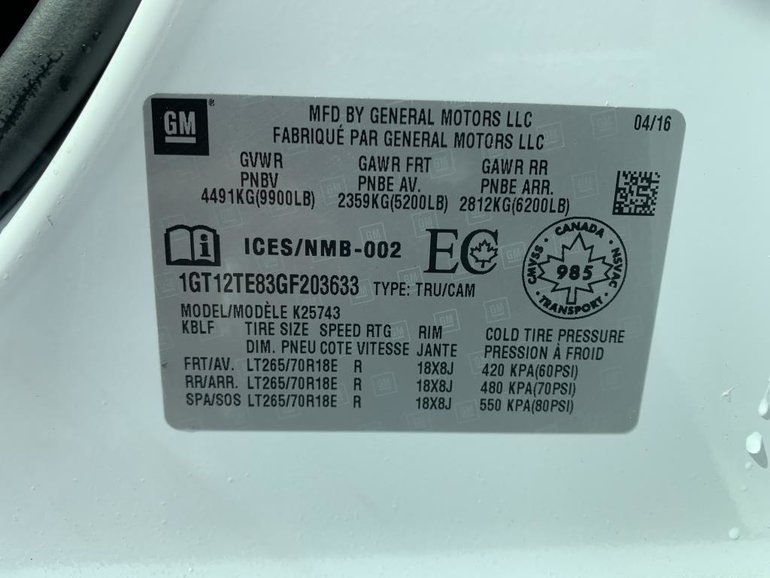 GM ®
MFD BY GENERAL MOTORS LLC
04/16
FABRIQUÉ PAR GENERAL MOTORS LLC
GVWR GAWR FRT GAWR RR
PNBV PNBE AV. PNBE ARR.
4491KG(9900LB) 2359KG(5200LB) 2812KG(6200LB)
i ICES/NMB-002 EC
CANADA CMVSS NSVAC 985 TRANSPORT
1GT12TE83GF203633 TYPE: TRU/CAM
MODEL/MODÈLE K25743
KBLF TIRE SIZE SPEED RTG RIM COLD TIRE PRESSURE
DIM. PNEU COTE VITESSE JANTE PRESSION À FROID
FRT/AV. LT265/70R18E R 18X8J 420 KPA(60PSI)
RR/ARR. LT265/70R18E R 18X8J 480 KPA(70PSI)
SPA/SOS LT265/70R18E R 18X8J 550 KPA(80PSI)